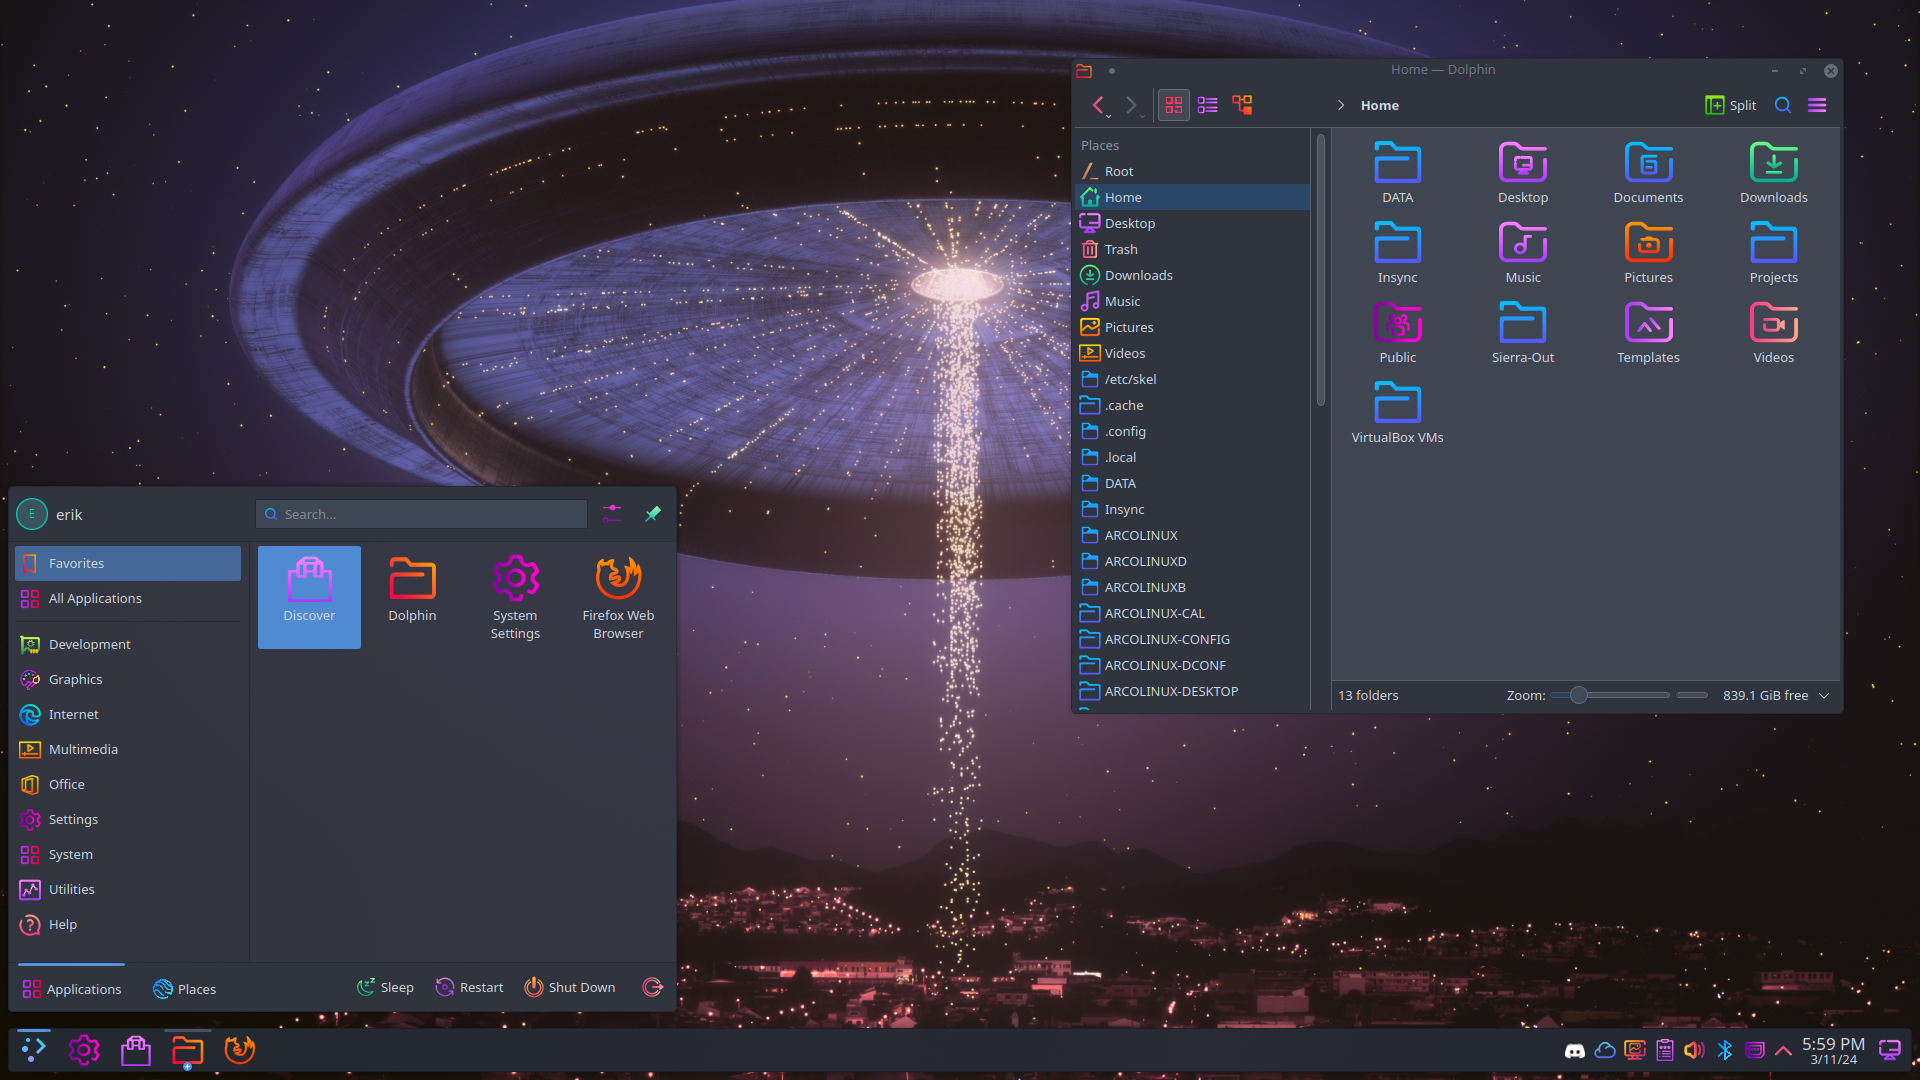 Home — Dolphin
Home
Split
Places
Root
Home
Desktop
Trash
Downloads
Music
Pictures
Videos
/etc/skel
.cache
.config
.local
DATA
Insync
ARCOLINUX
ARCOLINUXD
ARCOLINUXB
ARCOLINUX-CAL
ARCOLINUX-CONFIG
ARCOLINUX-DCONF
ARCOLINUX-DESKTOP
DATA
Desktop
Documents
Downloads
Insync
Music
Pictures
Projects
Public
Sierra-Out
Templates
Videos
VirtualBox VMs
13 folders
Zoom:
839.1 GiB free
E
erik
Search...
Favorites
All Applications
Development
Graphics
Internet
Multimedia
Office
Settings
System
Utilities
Help
Discover
Dolphin
System
Settings
Firefox Web
Browser
Applications
Places
Sleep
Restart
Shut Down
5:59 PM
3/11/24